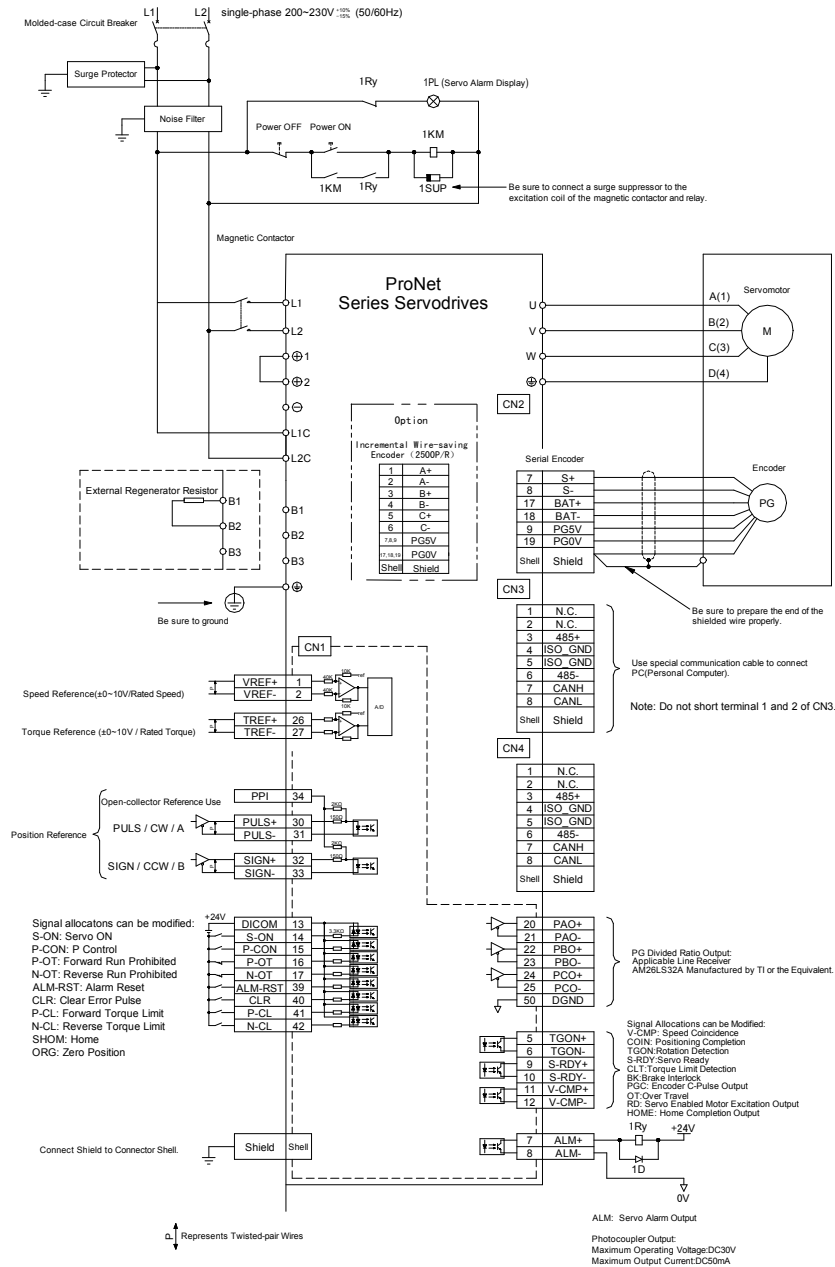 L1 L2 single-phase 200~230V +10% -15% (50/60Hz)
Molded-case Circuit Breaker
Surge Protector
Noise Filter
1Ry 1PL (Servo Alarm Display)
Power OFF Power ON
1KM
1KM 1Ry 1SUP
Be sure to connect a surge suppressor to the
excitation coil of the magnetic contactor and relay.
Magnetic Contactor
ProNet
Series Servodrives
L1
L2
1
2
L1C
L2C
B1
B2
B3
External Regenerator Resistor
B1
B2
B3
Be sure to ground
U
V
W
A(1)
B(2)
C(3)
D(4)
Servomotor
M
CN2
Option
Incremental Wire-saving
Encoder (2500P/R)
1 A+
2 A-
3 B+
4 B-
5 C+
6 C-
7,8,9 PG5V
17,18,19 PG0V
Shell Shield
Serial Encoder
7 S+
8 S-
17 BAT+
18 BAT-
9 PG5V
19 PG0V
Shell Shield
Encoder
PG
Be sure to prepare the end of the
shielded wire properly.
CN3
1 N.C.
2 N.C.
3 485+
4 ISO_GND
5 ISO_GND
6 485-
7 CANH
8 CANL
Shell Shield
Use special communication cable to connect
PC(Personal Computer).
Note: Do not short terminal 1 and 2 of CN3.
CN4
1 N.C.
2 N.C.
3 485+
4 ISO_GND
5 ISO_GND
6 485-
7 CANH
8 CANL
Shell Shield
CN1
Speed Reference(±0~10V/Rated Speed)
P
VREF+ 1
VREF- 2
40K
40K
10K
ref
Torque Reference (±0~10V / Rated Torque)
P
TREF+ 26
TREF- 27
10K
ref
A/D
Position Reference
Open-collector Reference Use
PPI 34
PULS / CW / A
P
PULS+ 30
PULS- 31
2KΩ
150Ω
SIGN / CCW / B
P
SIGN+ 32
SIGN- 33
2KΩ
150Ω
Signal allocatons can be modified:
S-ON: Servo ON
P-CON: P Control
P-OT: Forward Run Prohibited
N-OT: Reverse Run Prohibited
ALM-RST: Alarm Reset
CLR: Clear Error Pulse
P-CL: Forward Torque Limit
N-CL: Reverse Torque Limit
SHOM: Home
ORG: Zero Position
+24V
DICOM 13
S-ON 14
P-CON 15
P-OT 16
N-OT 17
ALM-RST 39
CLR 40
P-CL 41
N-CL 42
3.3KΩ
20 PAO+
21 PAO-
22 PBO+
23 PBO-
24 PCO+
25 PCO-
50 DGND
PG Divided Ratio Output:
Applicable Line Receiver
AM26LS32A Manufactured by TI or the Equivalent.
5 TGON+
6 TGON-
9 S-RDY+
10 S-RDY-
11 V-CMP+
12 V-CMP-
Signal Allocations can be Modified:
V-CMP: Speed Coincidence
COIN: Positioning Completion
TGON:Rotation Detection
S-RDY:Servo Ready
CLT:Torque Limit Detection
BK:Brake Interlock
PGC: Encoder C-Pulse Output
OT:Over Travel
RD: Servo Enabled Motor Excitation Output
HOME: Home Completion Output
Connect Shield to Connector Shell.
Shield Shell
7 ALM+
8 ALM-
1Ry
+24V
1D
0V
ALM: Servo Alarm Output
P Represents Twisted-pair Wires
Photocoupler Output:
Maximum Operating Voltage:DC30V
Maximum Output Current:DC50mA